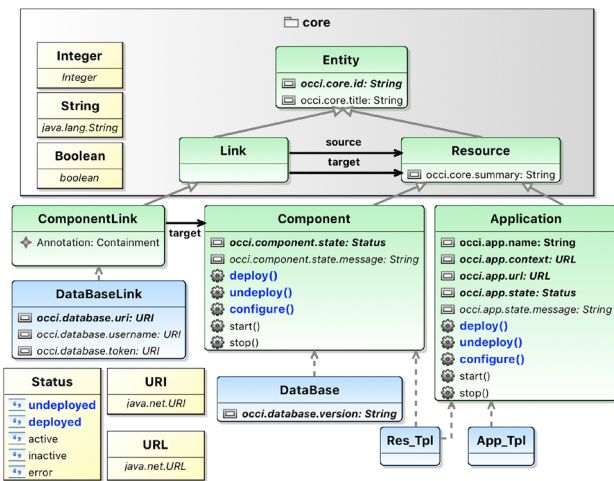 core
Integer
Integer
String
java.lang.String
Boolean
boolean
Entity
occi.core.id: String
occi.core.title: String
Link
source
target
Resource
occi.core.summary: String
ComponentLink
Annotation: Containment
target
Component
occi.component.state: Status
occi.component.state.message: String
deploy()
undeploy()
configure()
start()
stop()
Application
occi.app.name: String
occi.app.context: URL
occi.app.url: URL
occi.app.state: Status
occi.app.state.message: String
deploy()
undeploy()
configure()
start()
stop()
DataBaseLink
occi.database.uri: URI
occi.database.username: URI
occi.database.token: URI
Status
undeployed
deployed
active
inactive
error
URI
java.net.URI
URL
java.net.URL
DataBase
occi.database.version: String
Res_Tpl
App_Tpl